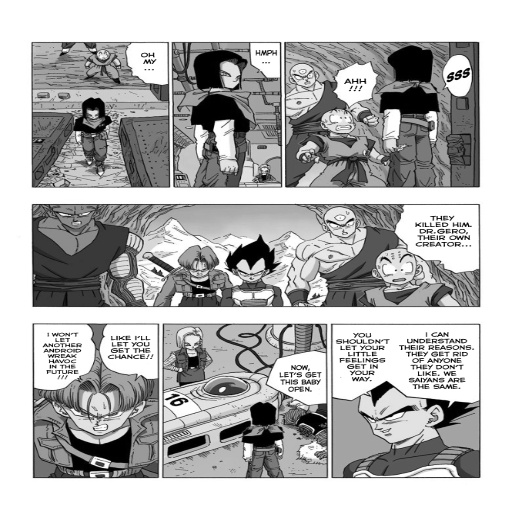 SSS
AHH
!!!
HMPH
...
OH
MY
...
THEY
KILLED HIM.
DR.GERO,
THEIR OWN
CREATOR...
I CAN
UNDERSTAND
THEIR REASONS.
THEY GET RID
OF ANYONE
THEY DON'T
LIKE. WE
SAIYANS ARE
THE SAME.
YOU
SHOULDN'T
LET YOUR
LITTLE
FEELINGS
GET IN
YOUR
WAY.
NOW,
LET'S GET
THIS BABY
OPEN.
16
LIKE I'LL
LET YOU
GET THE
CHANCE!!
I WON'T
LET
ANOTHER
ANDROID
WREAK
HAVOC
IN THE
FUTURE
!!!